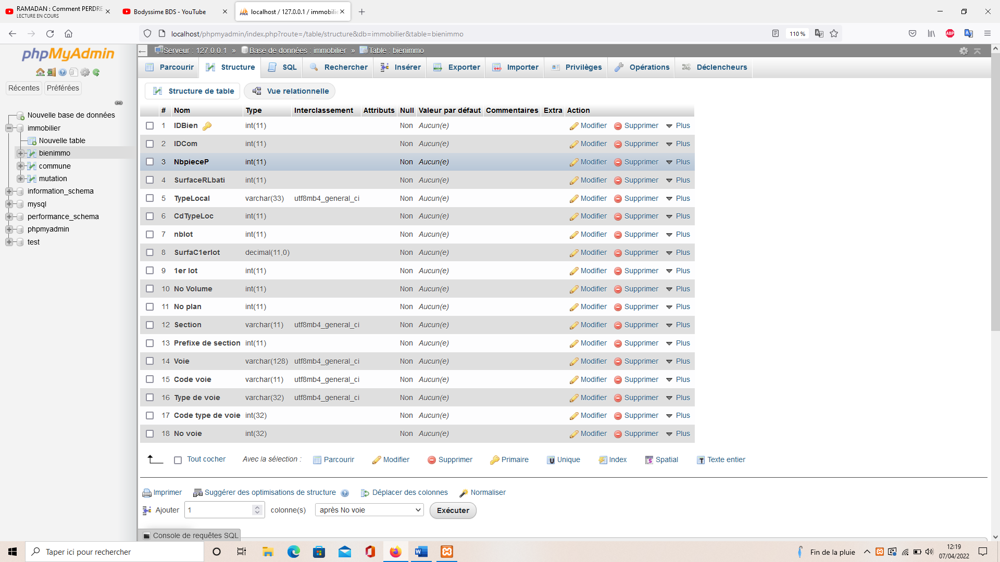 RAMADAN : Comment PERDRE
LECTURE EN COURS
Bodyssime BDS - YouTube
localhost / 127.0.0.1 / immobilie
localhost/phpmyadmin/index.php?route=/table/structure&db=immobilier&table=bienimmo
110 %
phpMyAdmin
Récentes Préférées
Nouvelle base de données
immobilier
Nouvelle table
bienimmo
commune
mutation
information_schema
mysql
performance_schema
phpmyadmin
test
Serveur : 127.0.0.1 » Base de données : immobilier » Table : bienimmo
Parcourir Structure SQL Rechercher Insérer Exporter Importer Privilèges Opérations Déclencheurs
Structure de table Vue relationnelle
# Nom Type Interclassement Attributs Null Valeur par défaut Commentaires Extra Action
1 IDBien int(11) Non Aucun(e) Modifier Supprimer Plus
2 IDCom int(11) Non Aucun(e) Modifier Supprimer Plus
3 NbpieceP int(11) Non Aucun(e) Modifier Supprimer Plus
4 SurfaceRLbati int(11) Non Aucun(e) Modifier Supprimer Plus
5 TypeLocal varchar(33) utf8mb4_general_ci Non Aucun(e) Modifier Supprimer Plus
6 CdTypeLoc int(11) Non Aucun(e) Modifier Supprimer Plus
7 nblot int(11) Non Aucun(e) Modifier Supprimer Plus
8 SurfaC1erlot decimal(11,0) Non Aucun(e) Modifier Supprimer Plus
9 1er lot int(11) Non Aucun(e) Modifier Supprimer Plus
10 No Volume int(11) Non Aucun(e) Modifier Supprimer Plus
11 No plan int(11) Non Aucun(e) Modifier Supprimer Plus
12 Section varchar(11) utf8mb4_general_ci Non Aucun(e) Modifier Supprimer Plus
13 Prefixe de section int(11) Non Aucun(e) Modifier Supprimer Plus
14 Voie varchar(128) utf8mb4_general_ci Non Aucun(e) Modifier Supprimer Plus
15 Code voie varchar(11) utf8mb4_general_ci Non Aucun(e) Modifier Supprimer Plus
16 Type de voie varchar(32) utf8mb4_general_ci Non Aucun(e) Modifier Supprimer Plus
17 Code type de voie int(32) Non Aucun(e) Modifier Supprimer Plus
18 No voie int(32) Non Aucun(e) Modifier Supprimer Plus
Tout cocher Avec la sélection : Parcourir Modifier Supprimer Primaire Unique Index Spatial Texte entier
Imprimer Suggérer des optimisations de structure Déplacer des colonnes Normaliser
Ajouter 1 colonne(s) après No voie Exécuter
Console de requêtes SQL
Taper ici pour rechercher
Fin de la pluie
12:19
07/04/2022